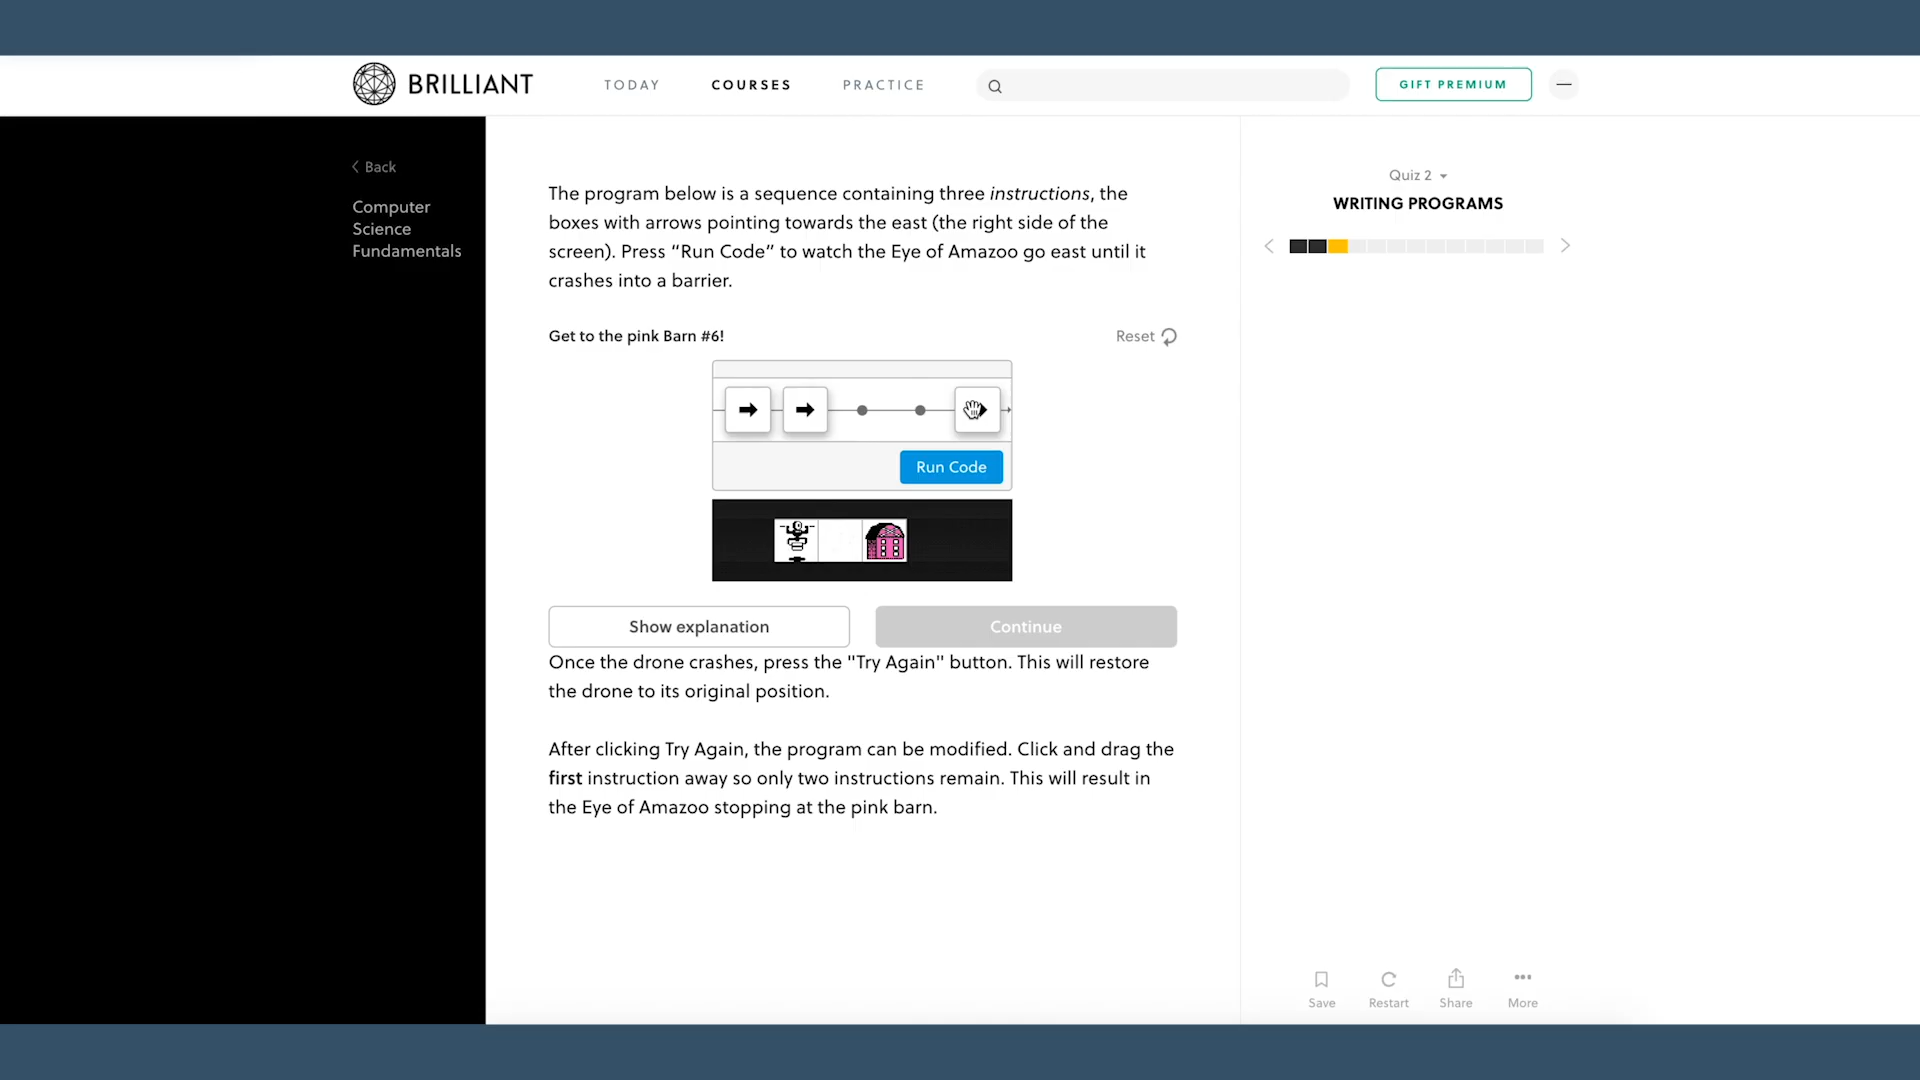 BRILLIANT
TODAY
COURSES
PRACTICE
GIFT PREMIUM
Back
Computer
Science
Fundamentals
The program below is a sequence containing three instructions, the
boxes with arrows pointing towards the east (the right side of the
screen). Press “Run Code” to watch the Eye of Amazoo go east until it
crashes into a barrier.
Get to the pink Barn #6!
Reset
Run Code
Show explanation
Continue
Once the drone crashes, press the "Try Again" button. This will restore
the drone to its original position.
After clicking Try Again, the program can be modified. Click and drag the
first instruction away so only two instructions remain. This will result in
the Eye of Amazoo stopping at the pink barn.
Quiz 2
WRITING PROGRAMS
Save
Restart
Share
More